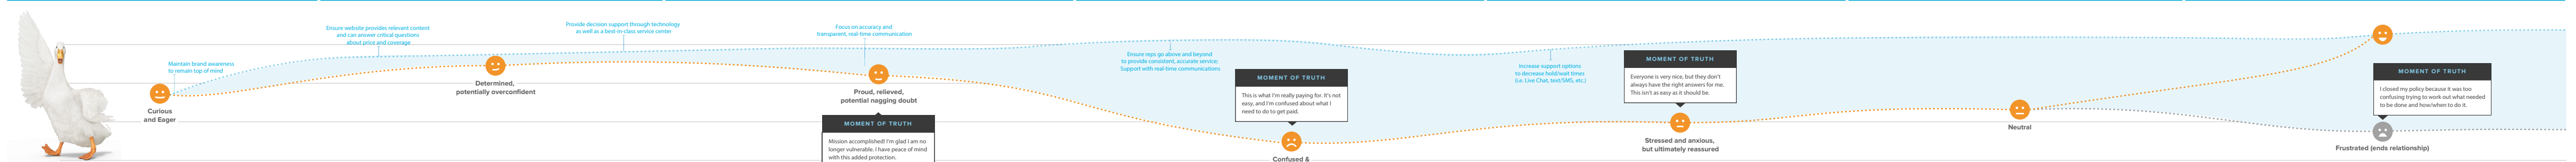 Maintain brand awareness
to remain top of mind
Curious
and Eager
Ensure website provides relevant content
and can answer critical questions
about price and coverage
Determined,
potentially overconfident
Provide decision support through technology
as well as a best-in-class service center
Focus on accuracy and
transparent, real-time communication
Proud, relieved,
potential nagging doubt
MOMENT OF TRUTH
Mission accomplished! I'm glad I am no
longer vulnerable. I have peace of mind
with this added protection.
Ensure reps go above and beyond
to provide consistent, accurate service;
Support with real-time communications
MOMENT OF TRUTH
This is what I'm really paying for. It's not
easy, and I'm confused about what I
need to do to get paid.
Confused &
Increase support options
to decrease hold/wait times
(i.e. Live Chat, text/SMS, etc.)
MOMENT OF TRUTH
Everyone is very nice, but they don't
always have the right answers for me.
This isn't as easy as it should be.
Stressed and anxious,
but ultimately reassured
Neutral
MOMENT OF TRUTH
I closed my policy because it was too
confusing trying to work out what needed
to be done and how/when to do it.
Frustrated (ends relationship)